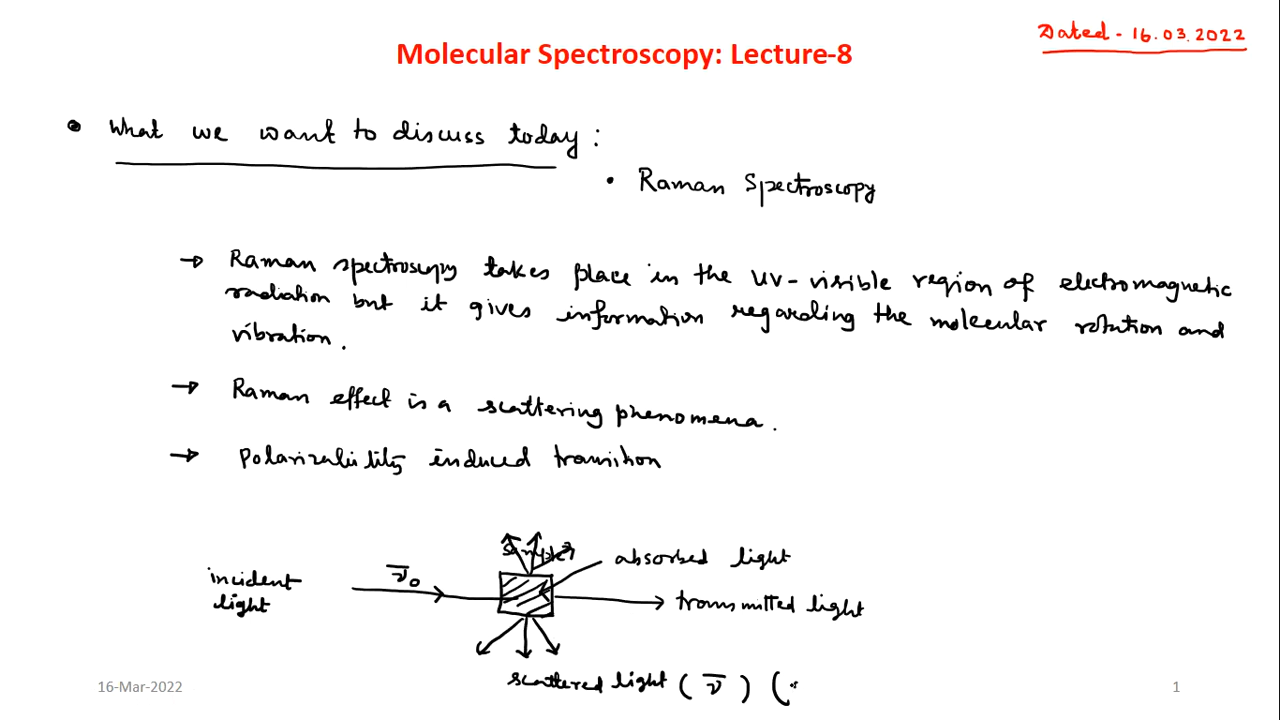 Dated - 16.03.2022
Molecular Spectroscopy: Lecture-8
• What we want to discuss today :
• Raman Spectroscopy
→ Raman spectroscopy takes place in the UV-visible region of electromagnetic
radiation but it gives information regarding the molecular rotation and
vibration.
→ Raman effect is a scattering phenomena.
→ Polarizability induced transition
sample
absorbed light
incident
light
ν̅₀
transmitted light
scattered light (ν̅) (
16-Mar-2022
1